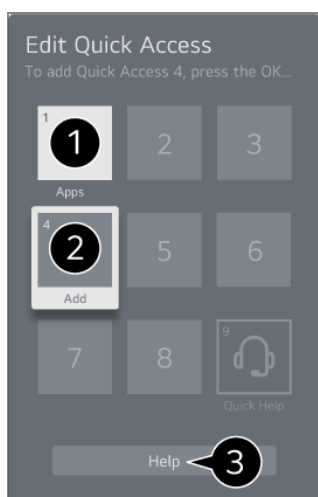 Edit Quick Access
To add Quick Access 4, press the OK...
1
1
2
3
Apps
4
2
5
6
Add
7
8
9
Quick Help
Help
3